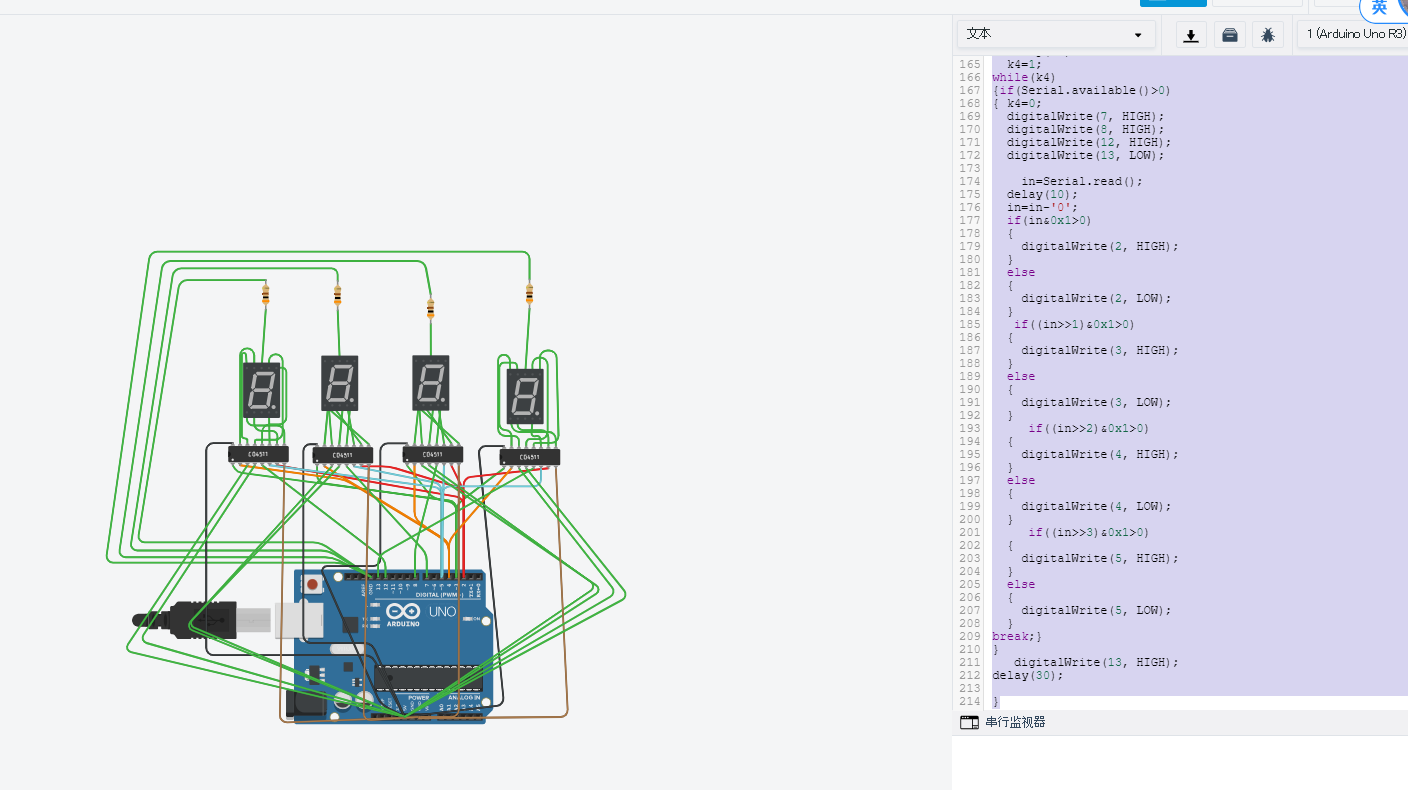 英
文本
1 (Arduino Uno R3)
165 k4=1;
166 while(k4)
167 {if(Serial.available()>0)
168 { k4=0;
169 digitalWrite(7, HIGH);
170 digitalWrite(8, HIGH);
171 digitalWrite(12, HIGH);
172 digitalWrite(13, LOW);
173
174 in=Serial.read();
175 delay(10);
176 in=in-'0';
177 if(in&0x1>0)
178 {
179 digitalWrite(2, HIGH);
180 }
181 else
182 {
183 digitalWrite(2, LOW);
184 }
185 if((in>>1)&0x1>0)
186 {
187 digitalWrite(3, HIGH);
188 }
189 else
190 {
191 digitalWrite(3, LOW);
192 }
193 if((in>>2)&0x1>0)
194 {
195 digitalWrite(4, HIGH);
196 }
197 else
198 {
199 digitalWrite(4, LOW);
200 }
201 if((in>>3)&0x1>0)
202 {
203 digitalWrite(5, HIGH);
204 }
205 else
206 {
207 digitalWrite(5, LOW);
208 }
209 break;}
210 }
211 digitalWrite(13, HIGH);
212 delay(30);
213
214 }
串行监视器
8. 8. 8. 8.
CD4511 CD4511 CD4511 CD4511
DIGITAL (PWM~)
UNO
ARDUINO
ON
POWER ANALOG IN